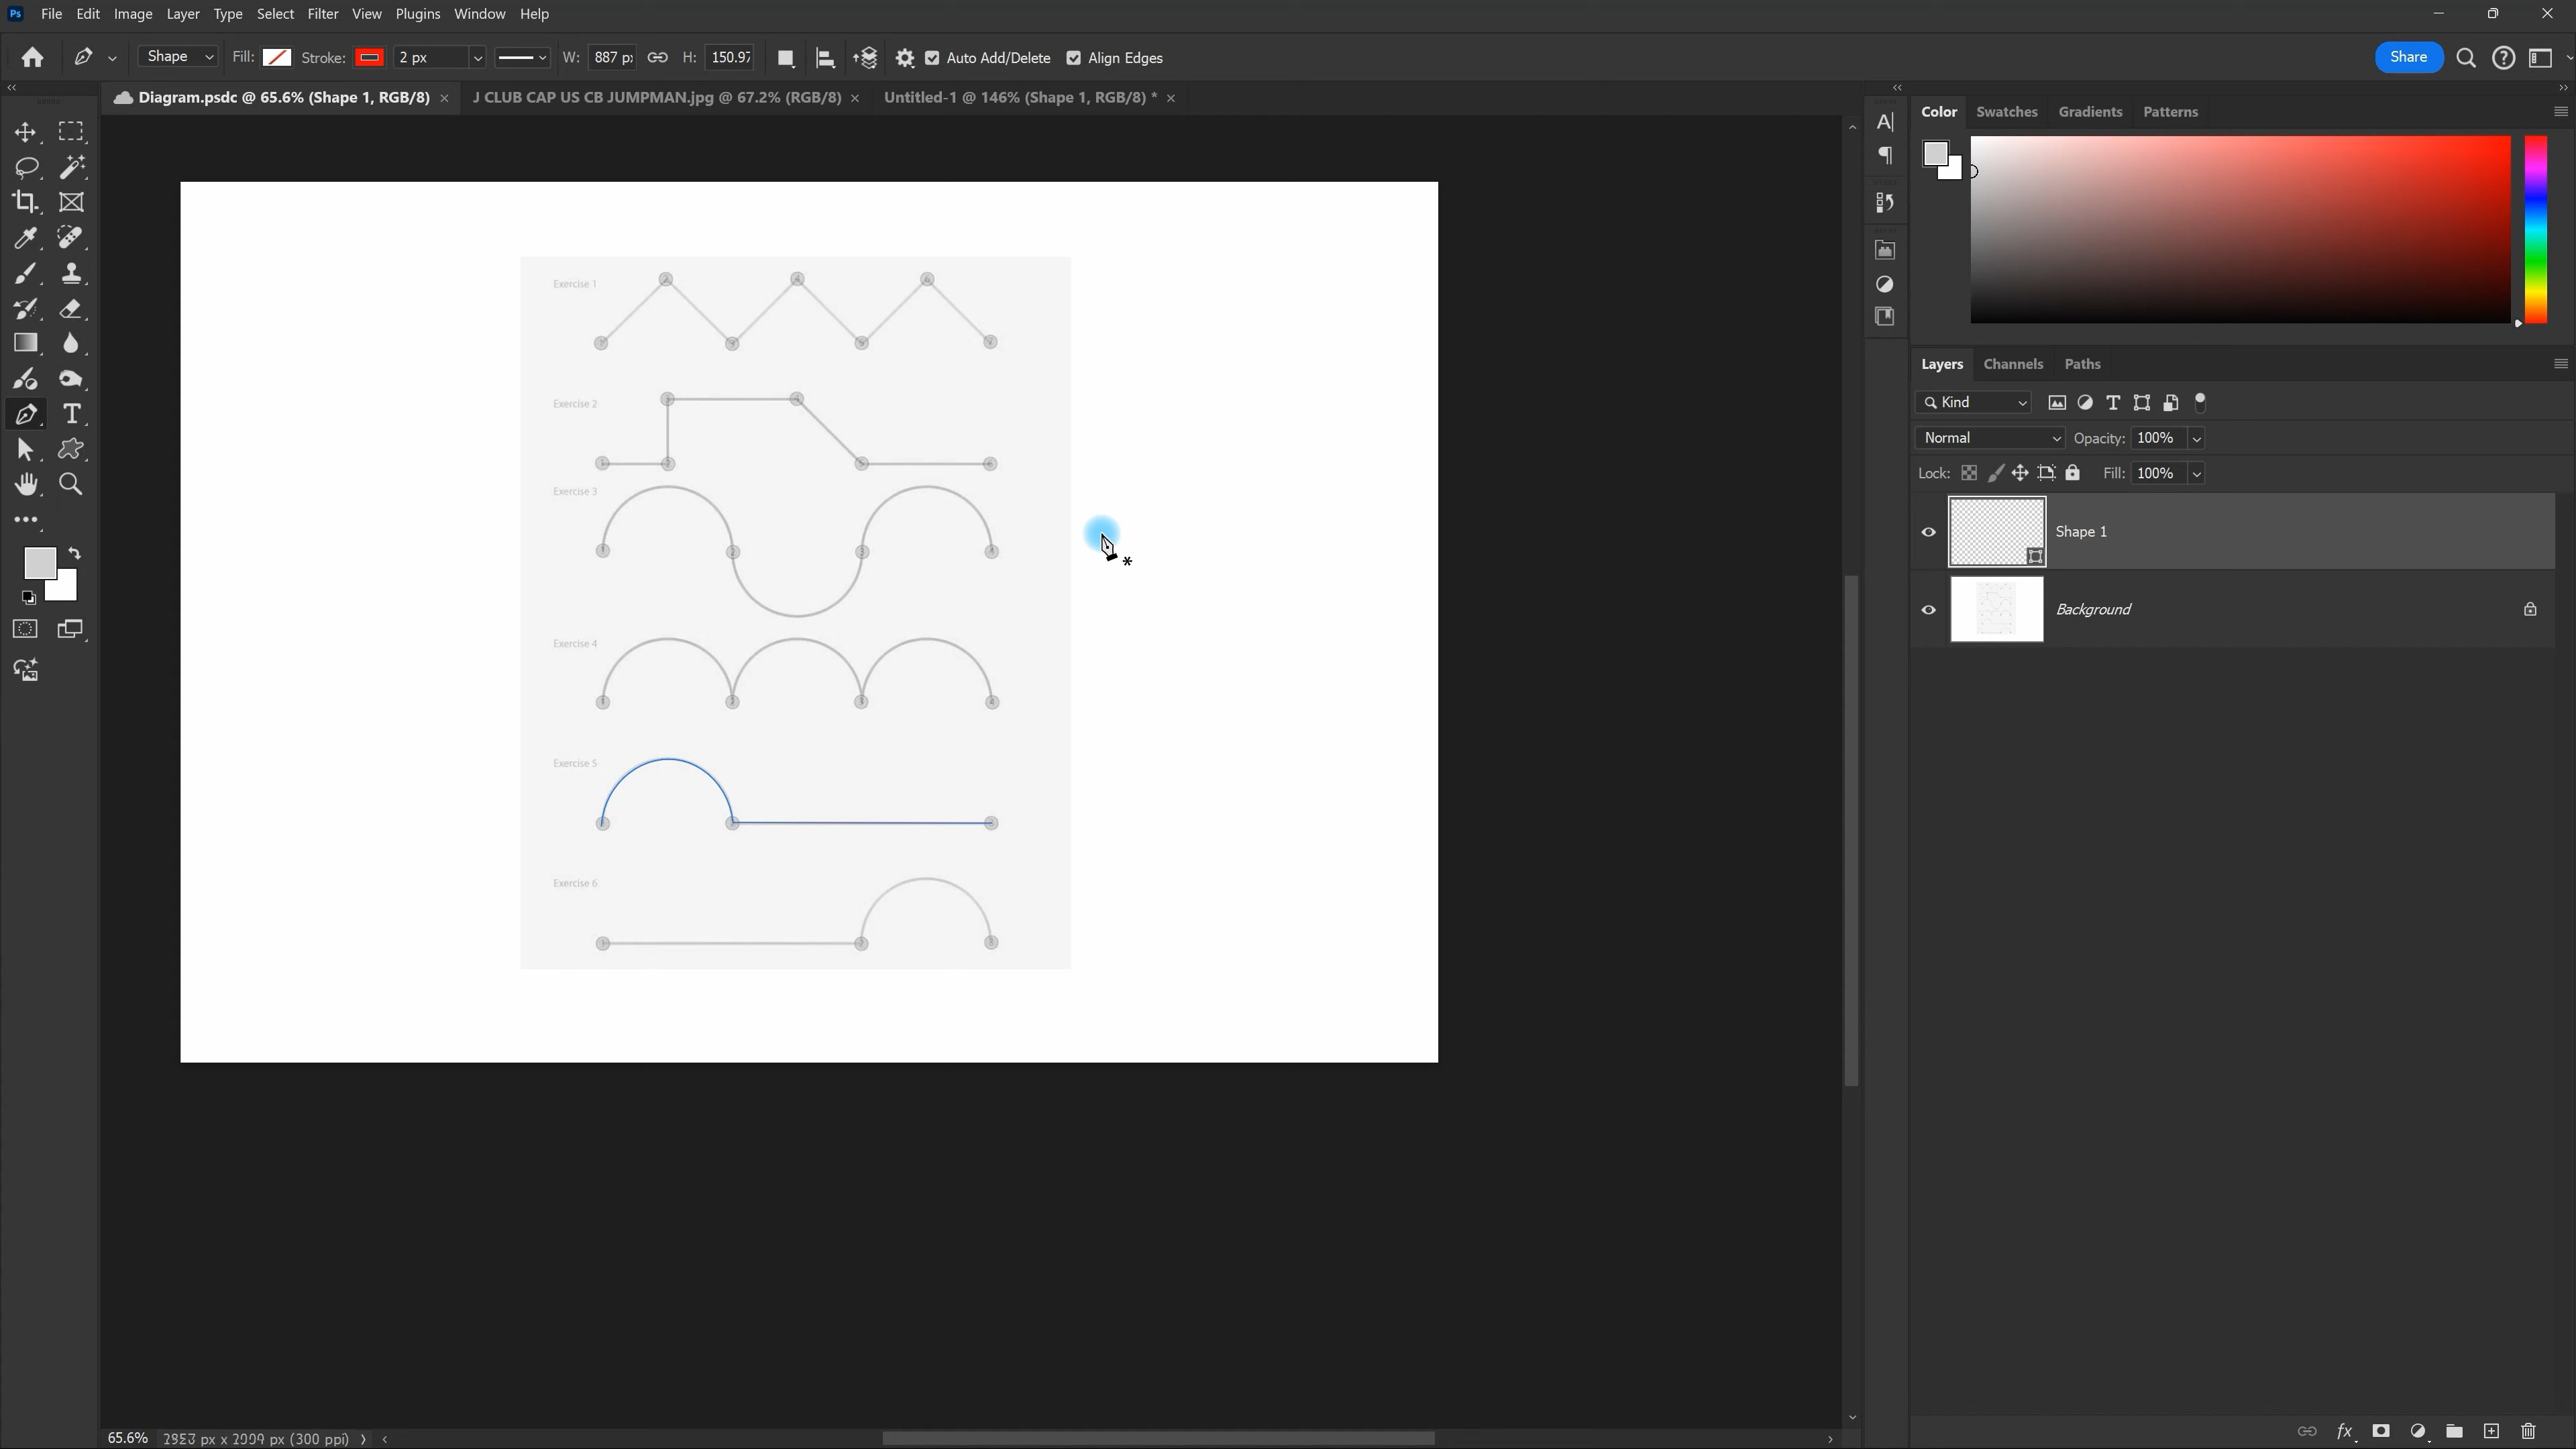 Ps File Edit Image Layer Type Select Filter View Plugins Window Help
Shape Fill: Stroke: 2 px W: 887 px H: 150.97 Auto Add/Delete Align Edges Share
Diagram.psdc @ 65.6% (Shape 1, RGB/8) × J CLUB CAP US CB JUMPMAN.jpg @ 67.2% (RGB/8) × Untitled-1 @ 146% (Shape 1, RGB/8) * ×
Color Swatches Gradients Patterns
Exercise 1
Exercise 2
Exercise 3
Exercise 4
Exercise 5
Exercise 6
Layers Channels Paths
Kind
Normal Opacity: 100%
Lock: Fill: 100%
Shape 1
Background
65.6% px (300 ppi)